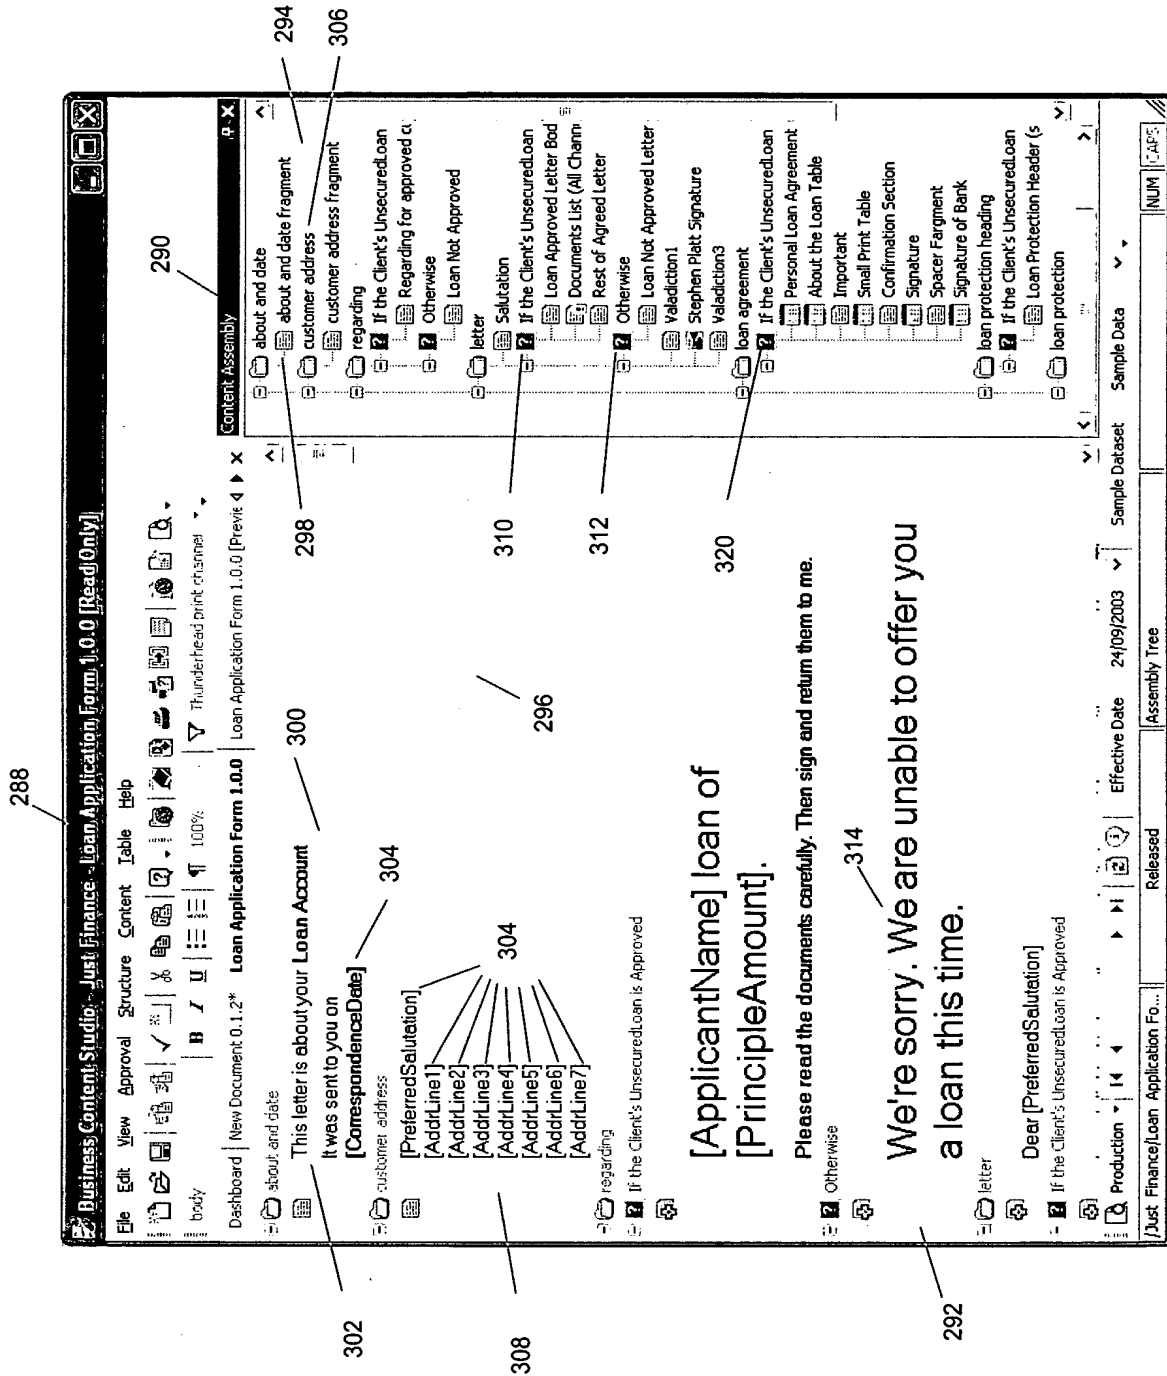 288
Business Content Studio - Just Finance - Loan Application Form 1.0.0 [Read Only]
File Edit View Approval Structure Content Table Help
body B I U 100% Thunderhead print channel
Dashboard New Document 0.1.2* Loan Application Form 1.0.0 Loan Application Form 1.0.0 [Previe
about and date
This letter is about your Loan Account
It was sent to you on
[CorrespondenceDate]
customer address
[PreferredSalutation]
[AddrLine1]
[AddrLine2]
[AddrLine3]
[AddrLine4]
[AddrLine5]
[AddrLine6]
[AddrLine7]
regarding
If the Client's UnsecuredLoan is Approved
[ApplicantName] loan of
[PrincipleAmount].
Please read the documents carefully. Then sign and return them to me.
Otherwise
We're sorry. We are unable to offer you
a loan this time.
letter
Dear [PreferredSalutation]
If the Client's UnsecuredLoan is Approved
Content Assembly
about and date
about and date fragment
customer address
customer address fragment
regarding
If the Client's UnsecuredLoan
Regarding for approved cu
Otherwise
Loan Not Approved
letter
Salutation
If the Client's UnsecuredLoan
Loan Approved Letter Bod
Documents List (All Chann
Rest of Agreed Letter
Otherwise
Loan Not Approved Letter
Valadiction1
Stephen Platt Signature
Valadiction3
loan agreement
If the Client's UnsecuredLoan
Personal Loan Agreement
About the Loan Table
Important
Small Print Table
Confirmation Section
Signature
Spacer Fargment
Signature of Bank
loan protection heading
If the Client's UnsecuredLoan
Loan Protection Header (s
loan protection
Production Effective Date 24/09/2003 Sample Dataset Sample Data
/Just Finance/Loan Application Fo... Released Assembly Tree NUM CAPS
290
294
306
298
300
302
304
304
308
296
310
312
314
320
292